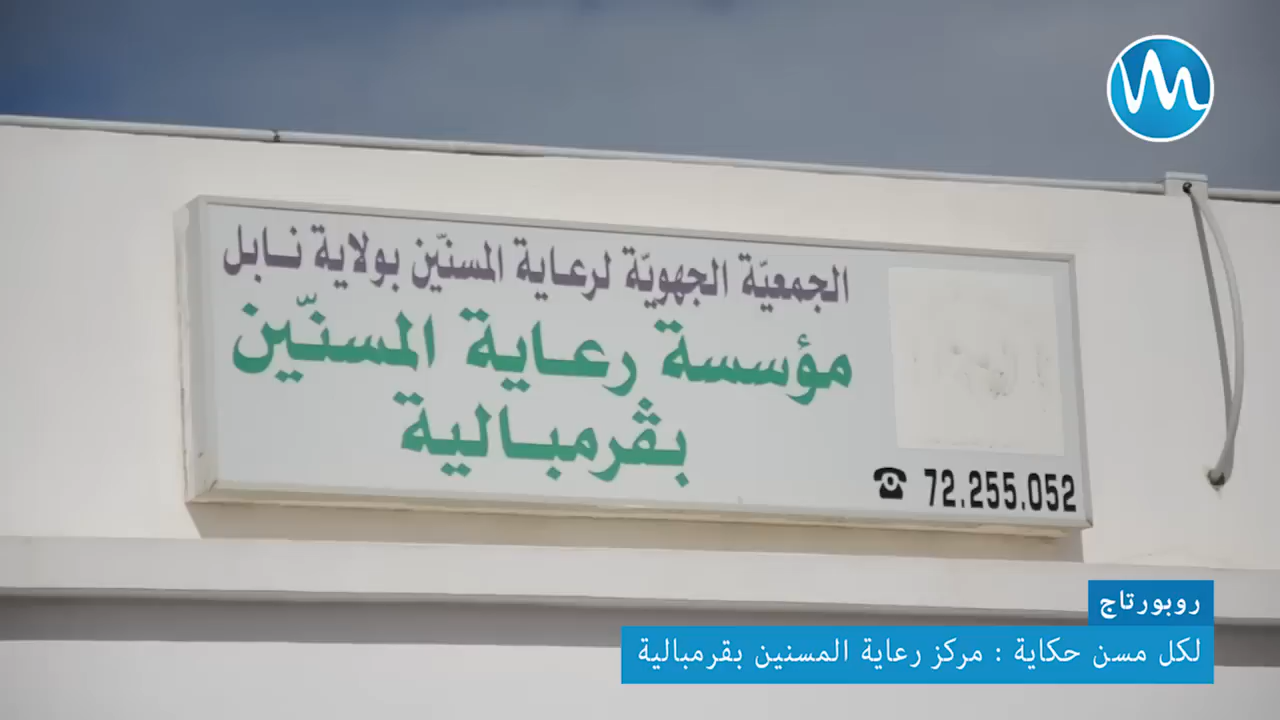 الجمعيّة الجهويّة لرعاية المسنّين بولاية نابل
مؤسسة رعاية المسنّين
بڨرمبالية
72.255.052
روبورتاج
لكل مسن حكاية : مركز رعاية المسنين بقرمبالية